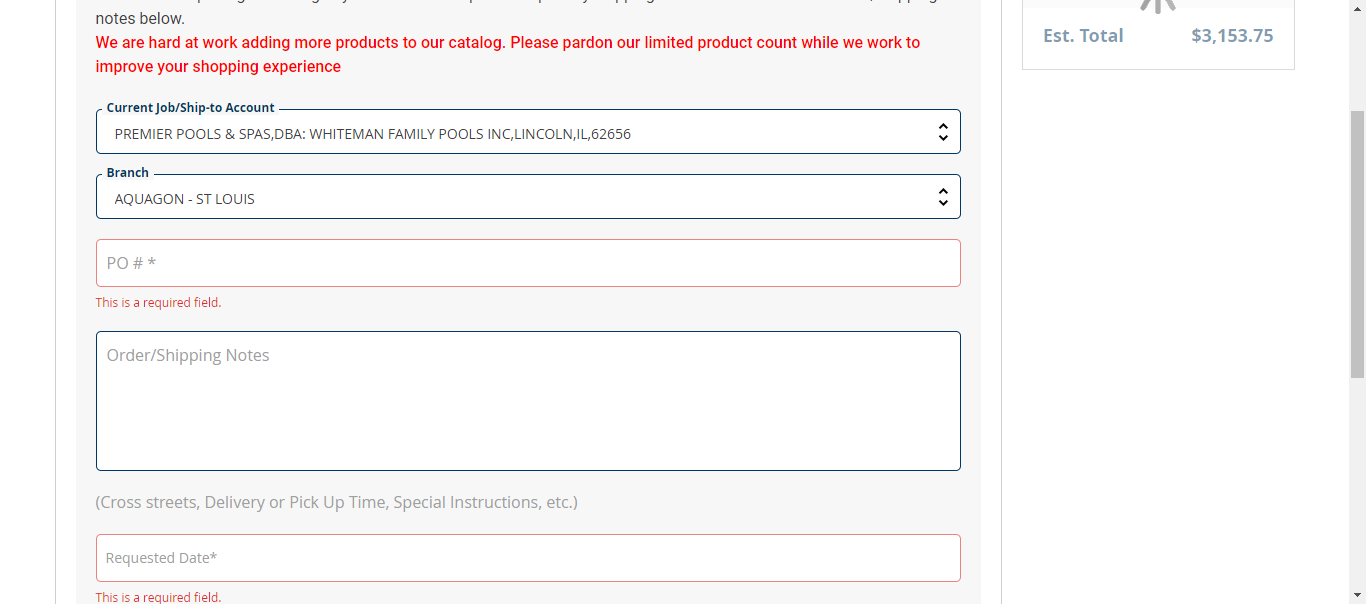 notes below.
We are hard at work adding more products to our catalog. Please pardon our limited product count while we work to
improve your shopping experience
Est. Total $3,153.75
Current Job/Ship-to Account
PREMIER POOLS & SPAS,DBA: WHITEMAN FAMILY POOLS INC,LINCOLN,IL,62656
Branch
AQUAGON - ST LOUIS
PO # *
This is a required field.
Order/Shipping Notes
(Cross streets, Delivery or Pick Up Time, Special Instructions, etc.)
Requested Date*
This is a required field.